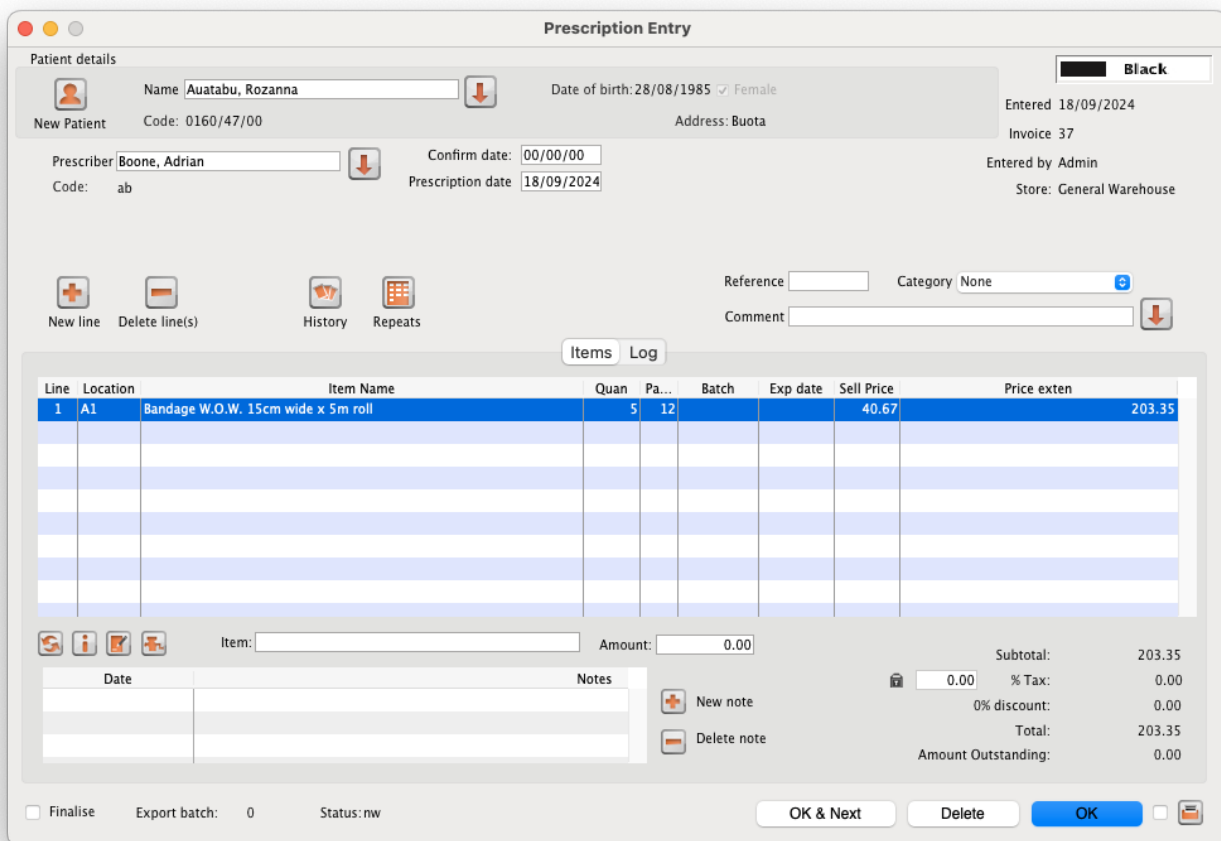 Prescription Entry
Patient details
Black
New Patient
Name Auatabu, Rozanna
Date of birth: 28/08/1985 Female
Code: 0160/47/00
Address: Buota
Entered 18/09/2024
Invoice 37
Entered by Admin
Store: General Warehouse
Prescriber Boone, Adrian
Code: ab
Confirm date: 00/00/00
Prescription date 18/09/2024
New line Delete line(s) History Repeats
Reference Category None
Comment
Items Log
Line Location Item Name Quan Pa... Batch Exp date Sell Price Price exten
1 A1 Bandage W.O.W. 15cm wide x 5m roll 5 12 40.67 203.35
Item: Amount: 0.00
Date Notes
New note
Delete note
Subtotal: 203.35
0.00 % Tax: 0.00
0% discount: 0.00
Total: 203.35
Amount Outstanding: 0.00
Finalise Export batch: 0 Status: nw OK & Next Delete OK